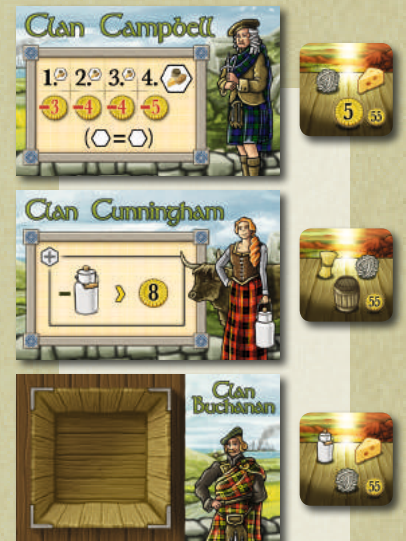 Clan Campbell
1. 2. 3. 4.
-3 -4 -4 -5
( = )
5
55
Clan Cunningham
+
- 8
55
Clan
Buchanan
55